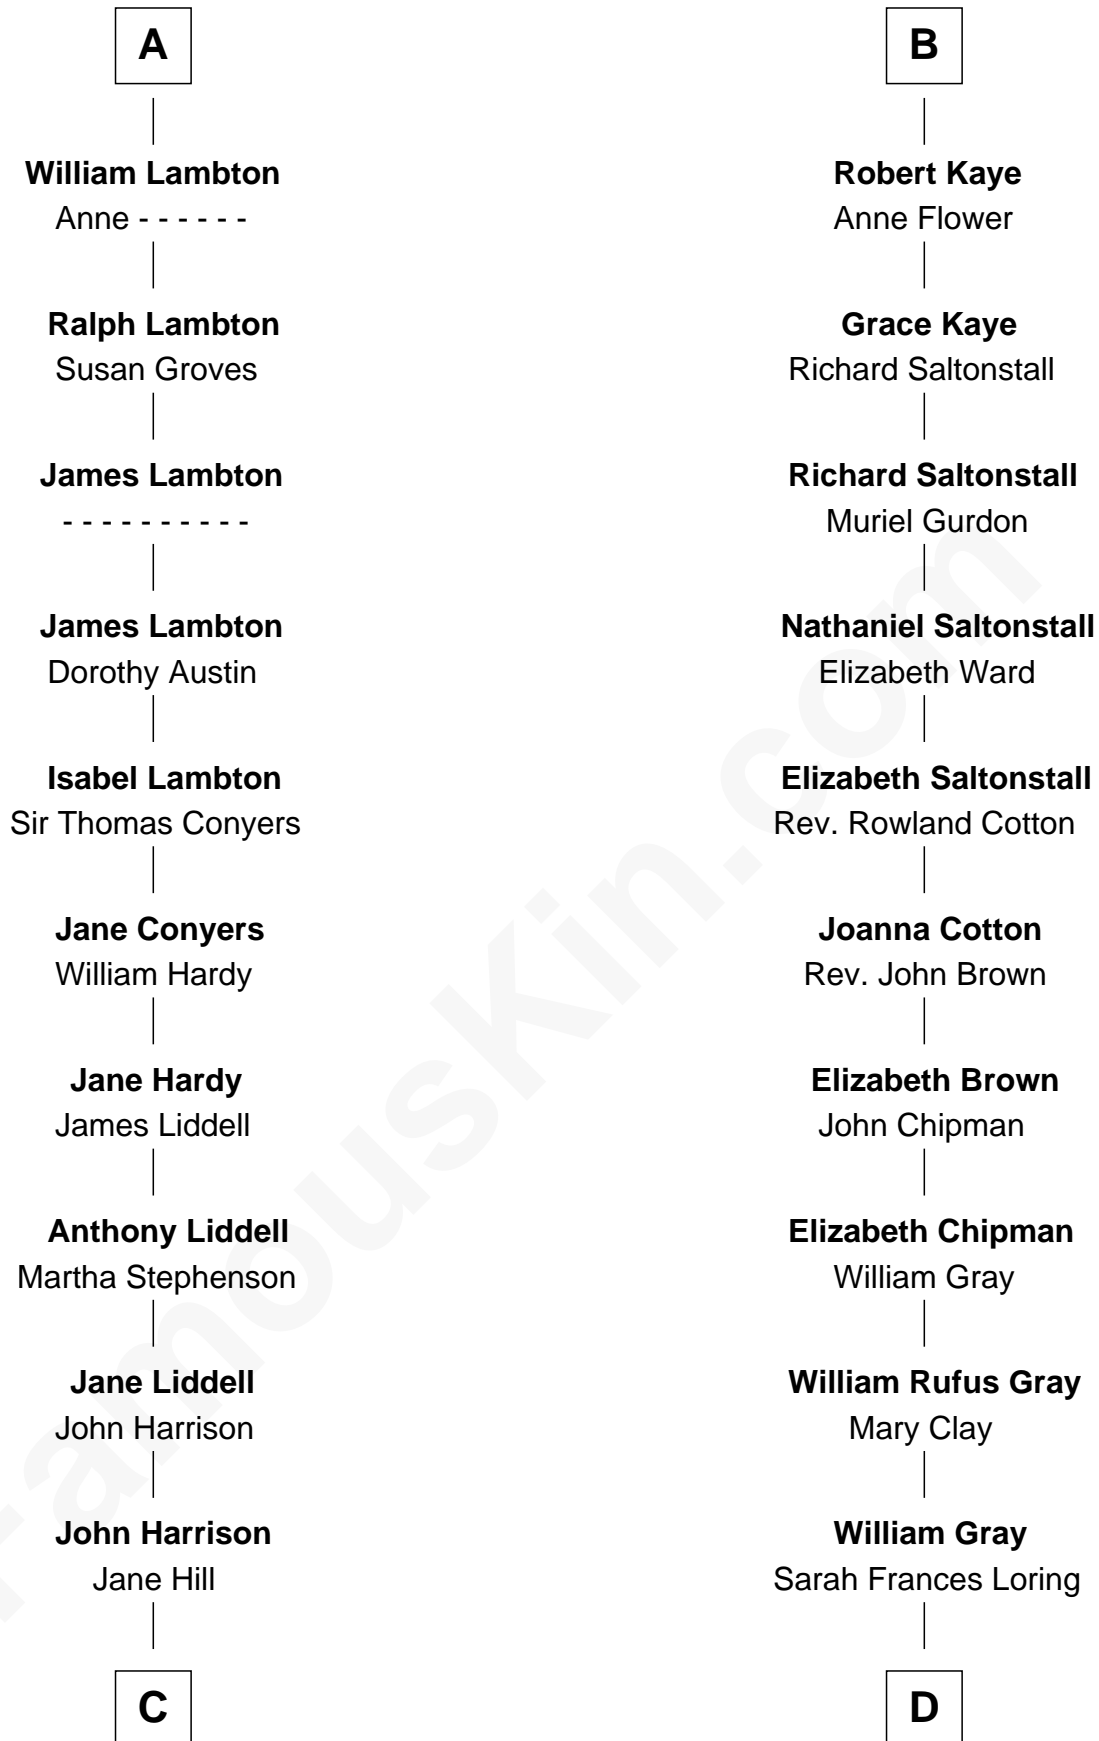 A
William Lambton
Anne - - - - - -
Ralph Lambton
Susan Groves
James Lambton
- - - - - - - - - -
James Lambton
Dorothy Austin
Isabel Lambton
Sir Thomas Conyers
Jane Conyers
William Hardy
Jane Hardy
James Liddell
Anthony Liddell
Martha Stephenson
Jane Liddell
John Harrison
John Harrison
Jane Hill
C
B
Robert Kaye
Anne Flower
Grace Kaye
Richard Saltonstall
Richard Saltonstall
Muriel Gurdon
Nathaniel Saltonstall
Elizabeth Ward
Elizabeth Saltonstall
Rev. Rowland Cotton
Joanna Cotton
Rev. John Brown
Elizabeth Brown
John Chipman
Elizabeth Chipman
William Gray
William Rufus Gray
Mary Clay
William Gray
Sarah Frances Loring
D
FamousKin.com